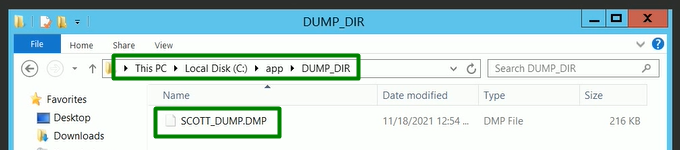 DUMP_DIR
File Home Share View
This PC Local Disk (C:) app DUMP_DIR Search DUMP_DIR
Favorites Name Date modified Type Size
Desktop SCOTT_DUMP.DMP 11/18/2021 12:54 ... DMP File 216 KB
Downloads